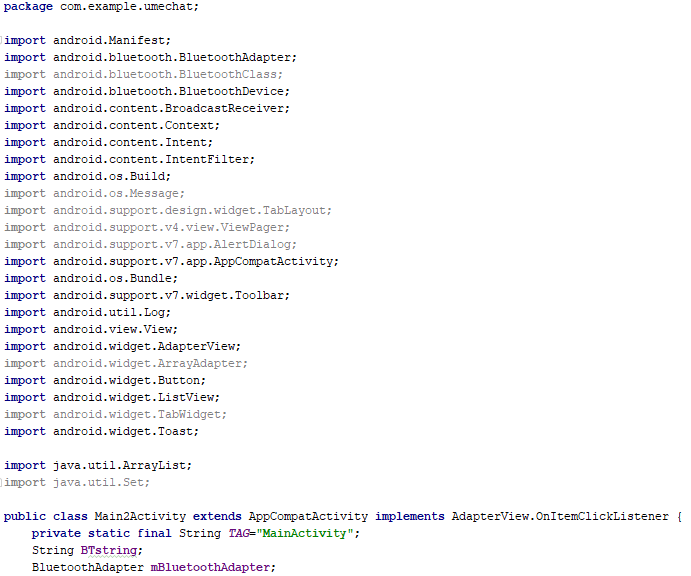 package com.example.umechat;
import android.Manifest;
import android.bluetooth.BluetoothAdapter;
import android.bluetooth.BluetoothClass;
import android.bluetooth.BluetoothDevice;
import android.content.BroadcastReceiver;
import android.content.Context;
import android.content.Intent;
import android.content.IntentFilter;
import android.os.Build;
import android.os.Message;
import android.support.design.widget.TabLayout;
import android.support.v4.view.ViewPager;
import android.support.v7.app.AlertDialog;
import android.support.v7.app.AppCompatActivity;
import android.os.Bundle;
import android.support.v7.widget.Toolbar;
import android.util.Log;
import android.view.View;
import android.widget.AdapterView;
import android.widget.ArrayAdapter;
import android.widget.Button;
import android.widget.ListView;
import android.widget.TabWidget;
import android.widget.Toast;
import java.util.ArrayList;
import java.util.Set;
public class Main2Activity extends AppCompatActivity implements AdapterView.OnItemClickListener {
private static final String TAG="MainActivity";
String BTstring;
BluetoothAdapter mBluetoothAdapter;